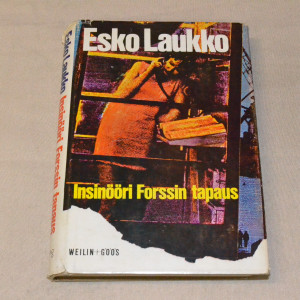 Esko Laukko
Insinööri Forssin tapaus
WEILIN+GÖÖS
Esko Laukko Insinööri Forssin tapaus